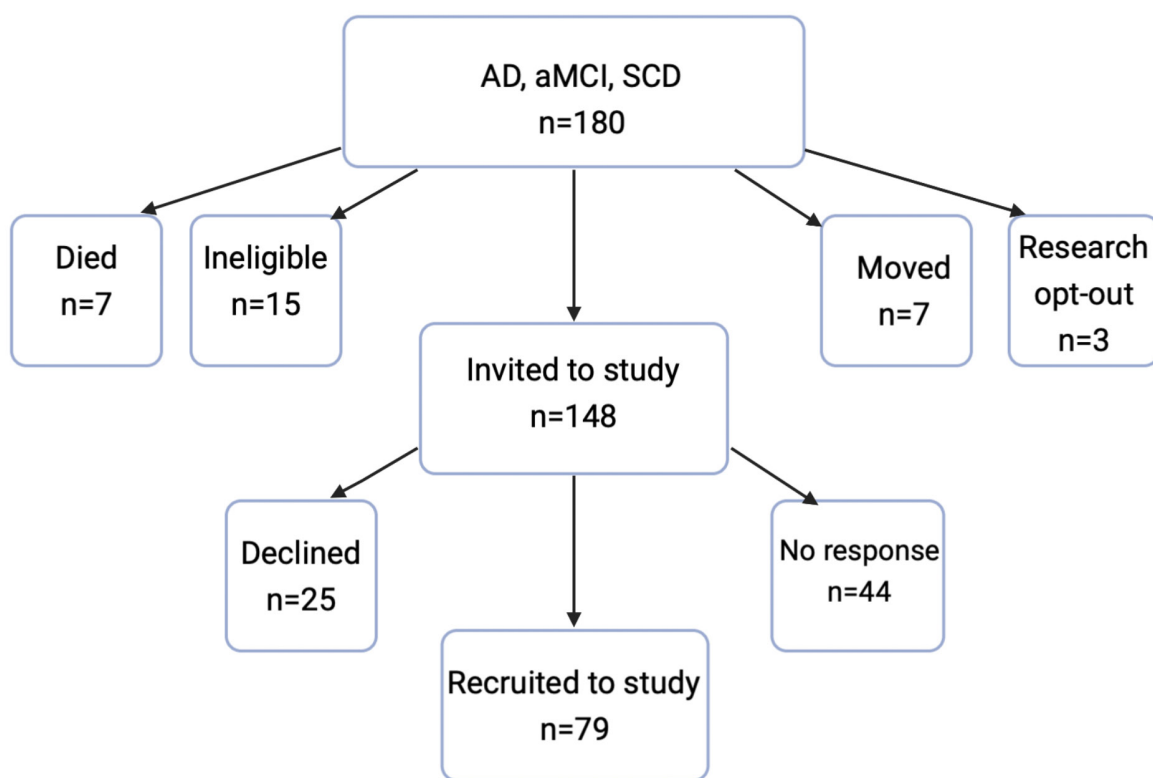 AD, aMCI, SCD
n=180
Died
n=7
Ineligible
n=15
Moved
n=7
Research
opt-out
n=3
Invited to study
n=148
Declined
n=25
No response
n=44
Recruited to study
n=79